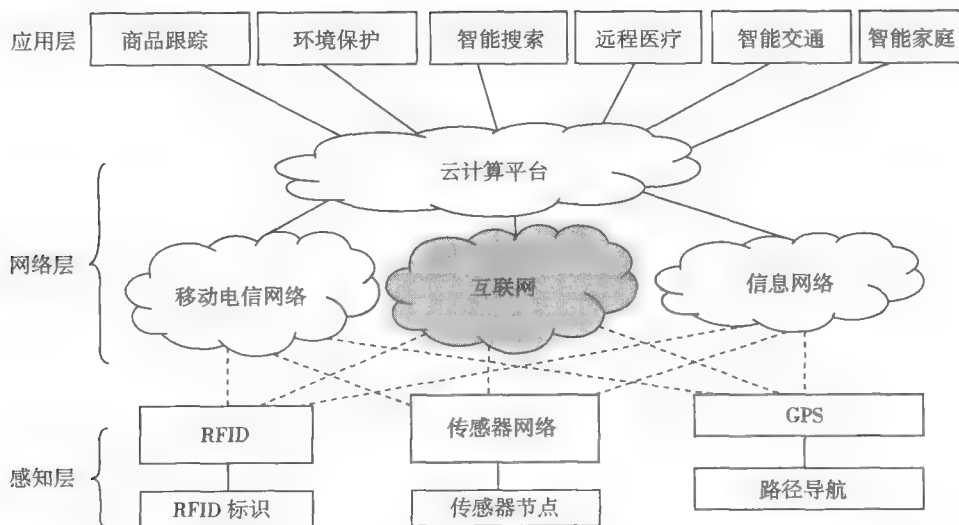 应用层 商品跟踪 环境保护 智能搜索 远程医疗 智能交通 智能家庭
云计算平台
网络层
移动电信网络 互联网 信息网络
RFID 传感器网络 GPS
感知层
RFID 标识 传感器节点 路径导航